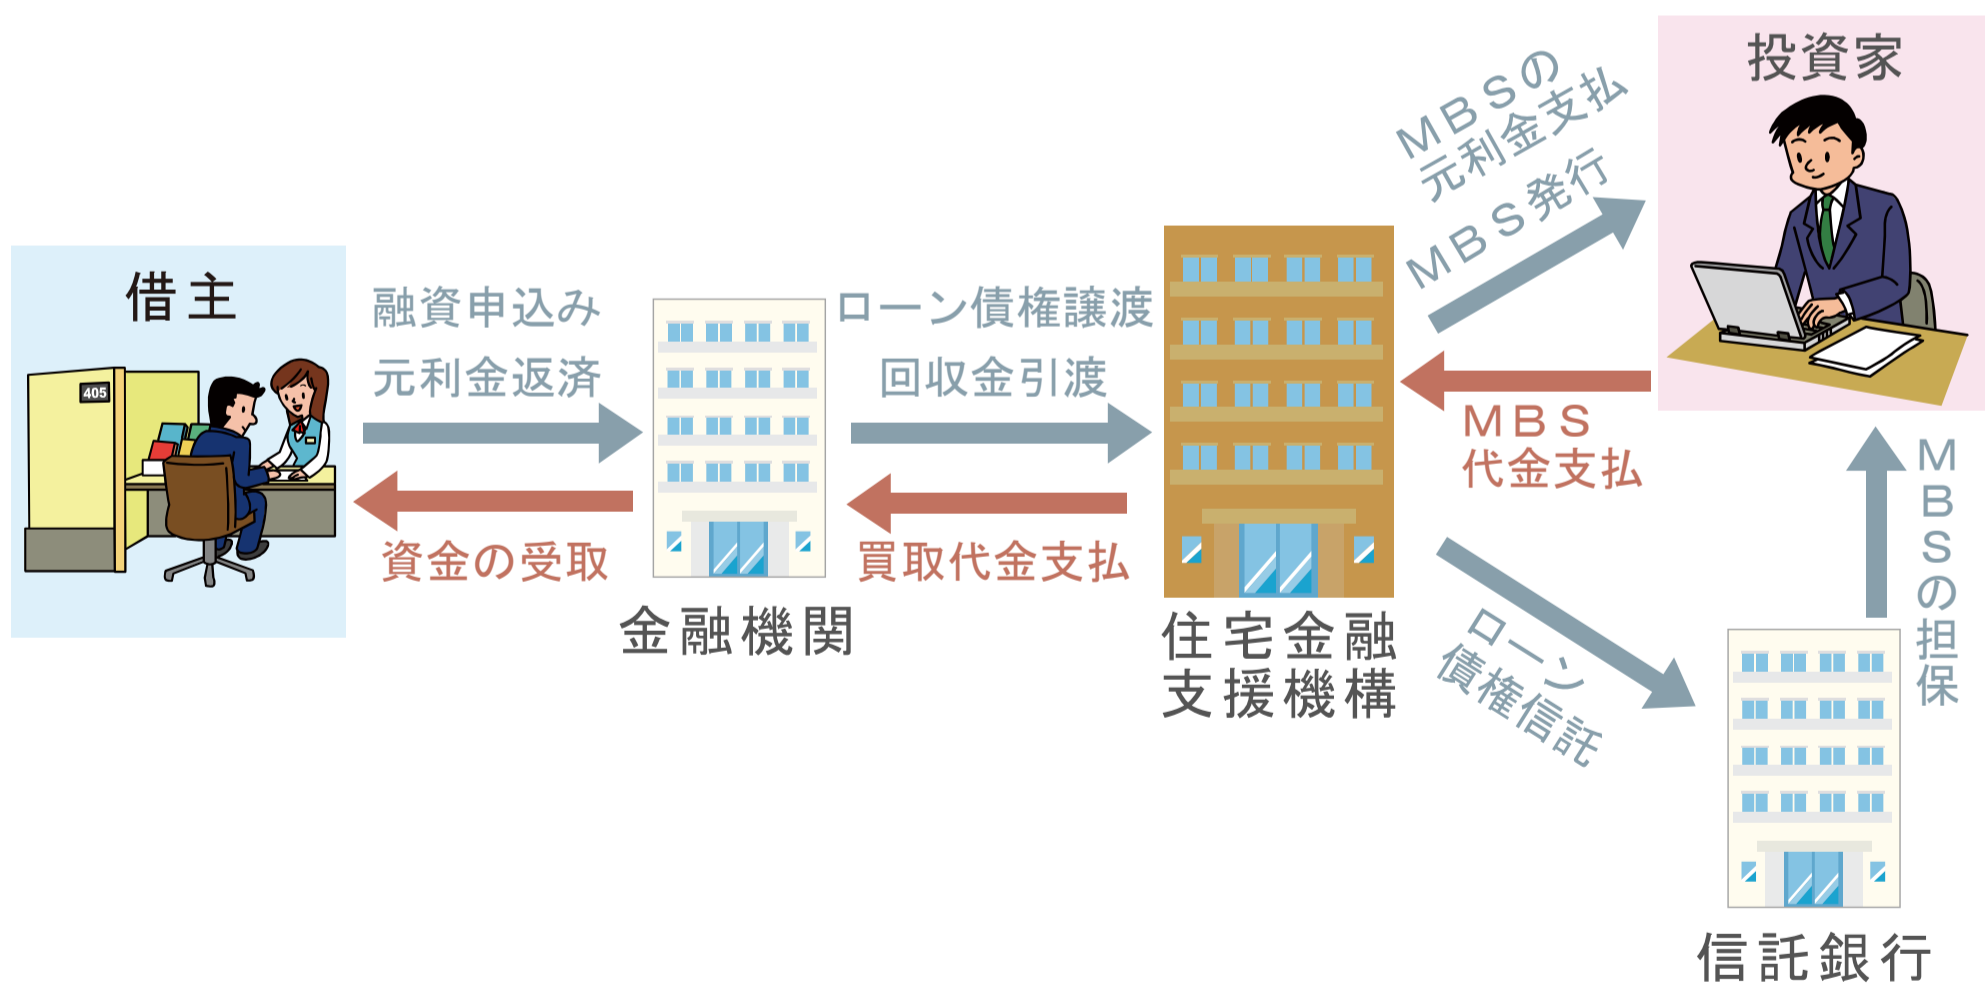 借主
405
融資申込み
元利金返済
資金の受取
金融機関
ローン債権譲渡
回収金引渡
買取代金支払
住宅金融
支援機構
MBSの
元利金支払
MBS発行
投資家
MBS
代金支払
ローン
債権信託
MBSの担保
信託銀行